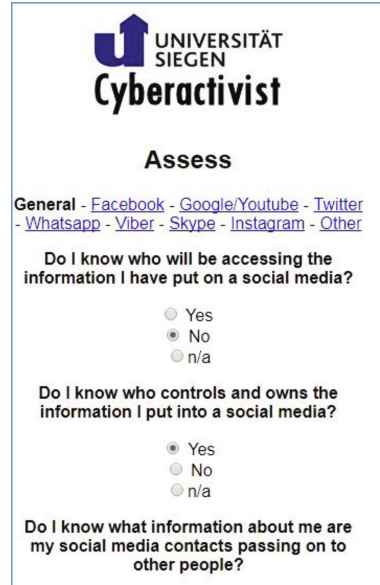 UNIVERSITÄT
SIEGEN
Cyberactivist
Assess
General - Facebook - Google/Youtube - Twitter
- Whatsapp - Viber - Skype - Instagram - Other
Do I know who will be accessing the
information I have put on a social media?
Yes
No
n/a
Do I know who controls and owns the
information I put into a social media?
Yes
No
n/a
Do I know what information about me are
my social media contacts passing on to
other people?